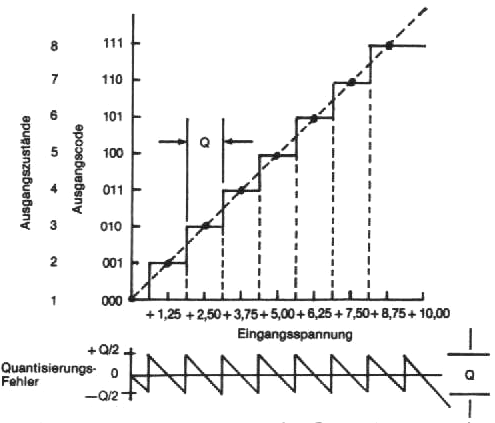 Ausgangszustände
Ausgangscode
8 111
7 110
6 101
5 100
4 011
3 010
2 001
1 000
Q
+ 1,25 + 2,50 + 3,75 + 5,00 + 6,25 + 7,50 + 8,75 + 10,00
Eingangsspannung
Quantisierungs-
Fehler
+ Q/2
0
—Q/2
Q